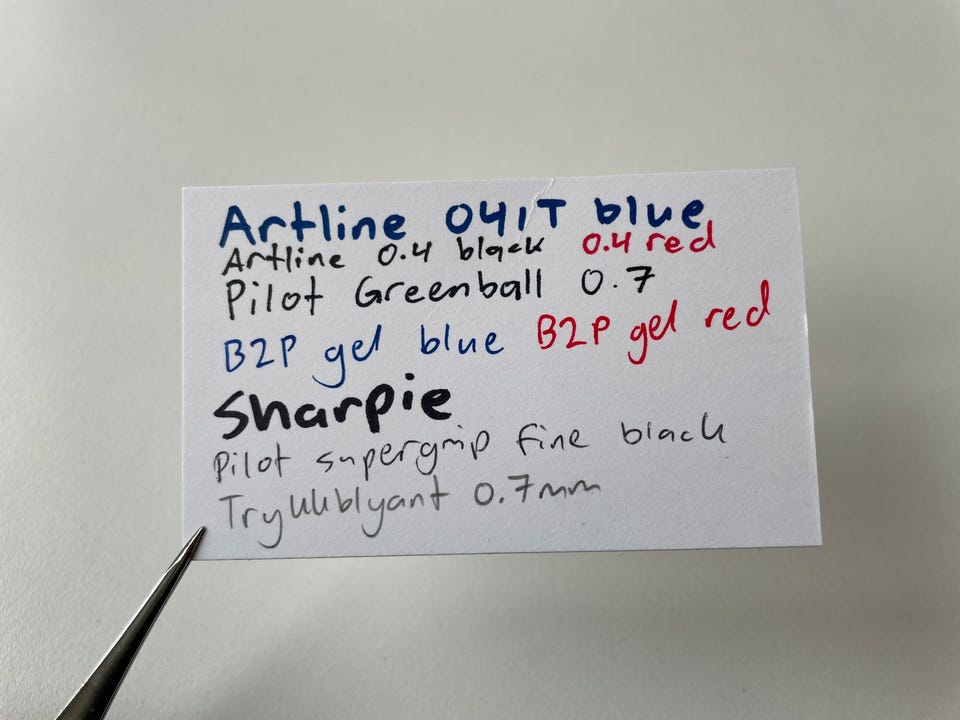 Artline 041T blue
Artline 0.4 black 0.4 red
Pilot Greenball 0.7
B2P gel blue B2P gel red
Sharpie
Pilot supergrip fine black
Trykkblyant 0.7mm